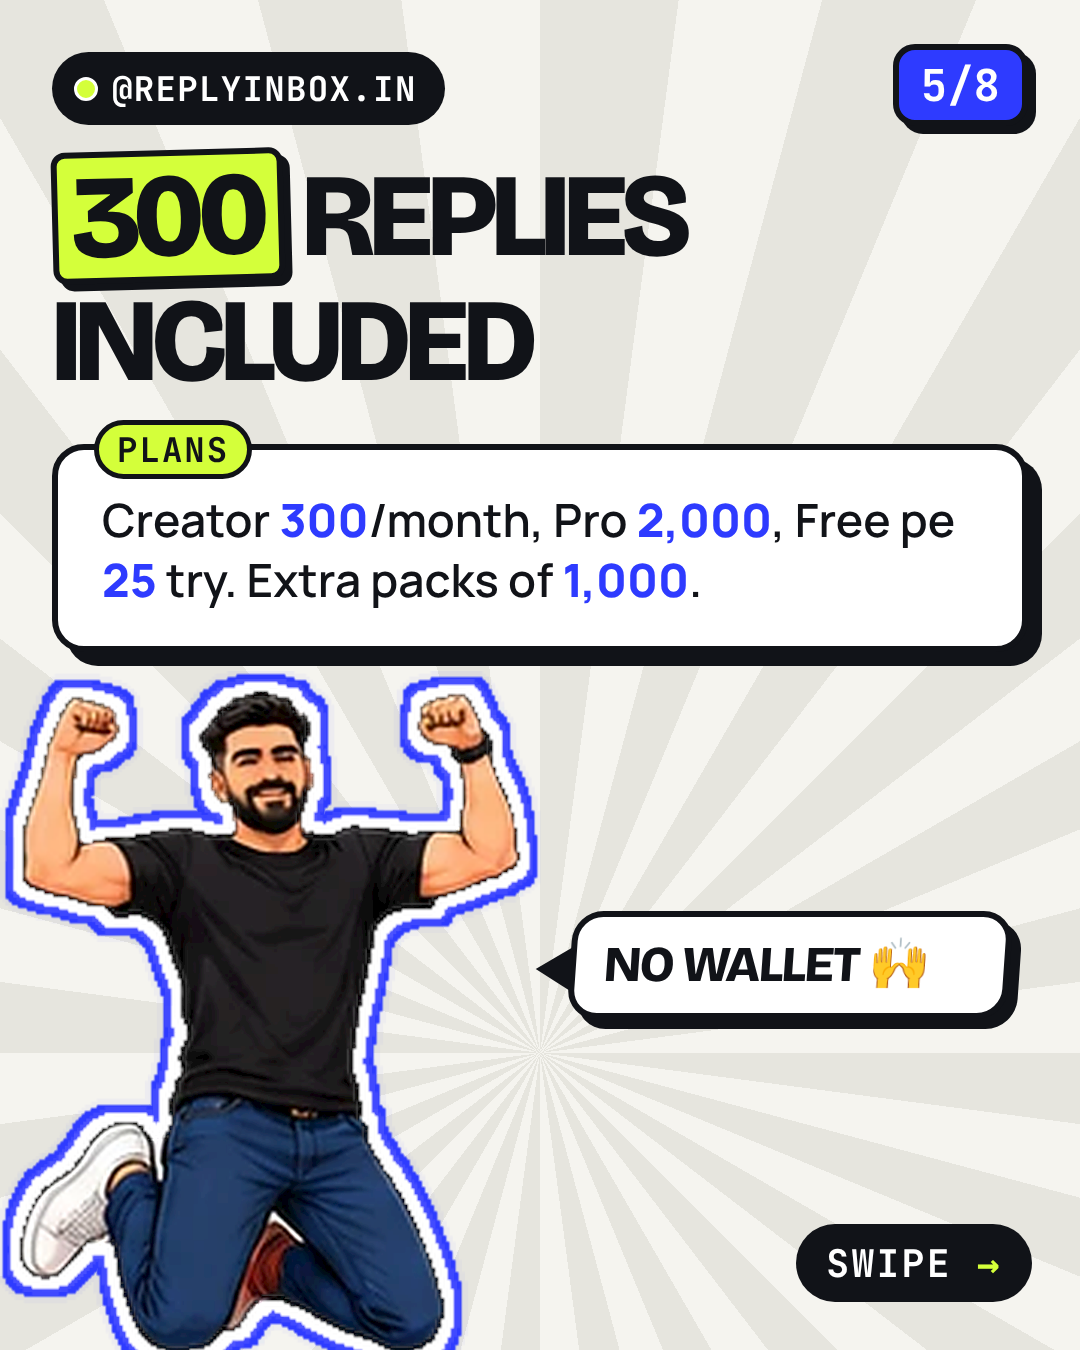 @REPLYINBOX.IN
5/8
300 REPLIES
INCLUDED
PLANS
Creator 300/month, Pro 2,000, Free pe
25 try. Extra packs of 1,000.
NO WALLET 🙌
SWIPE →